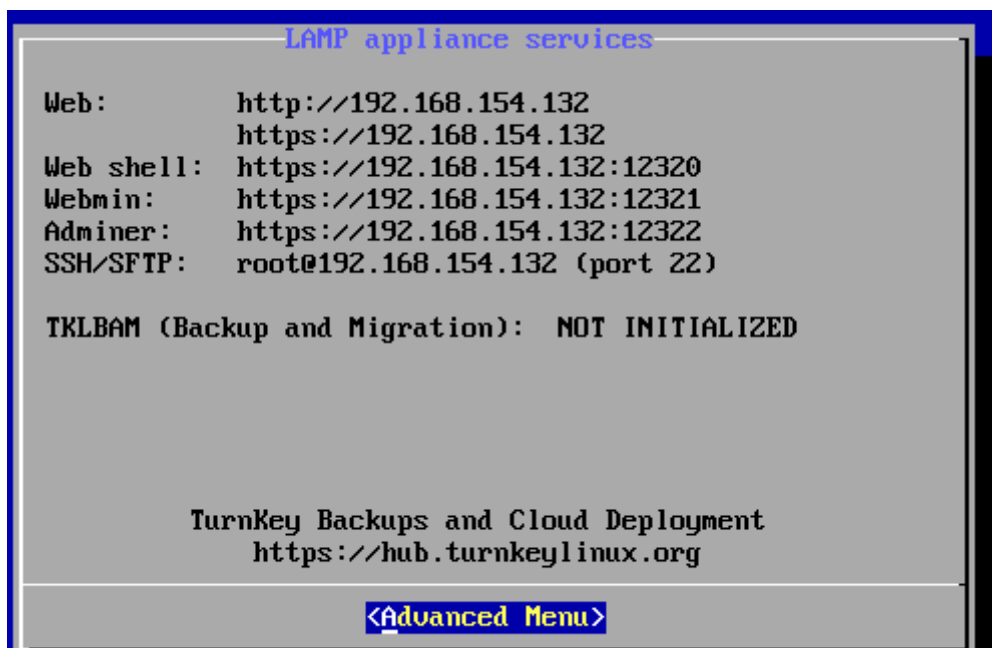 LAMP appliance services
Web: http://192.168.154.132
https://192.168.154.132
Web shell: https://192.168.154.132:12320
Webmin: https://192.168.154.132:12321
Adminer: https://192.168.154.132:12322
SSH/SFTP: root@192.168.154.132 (port 22)
TKLBAM (Backup and Migration): NOT INITIALIZED
TurnKey Backups and Cloud Deployment
https://hub.turnkeylinux.org
<Advanced Menu>